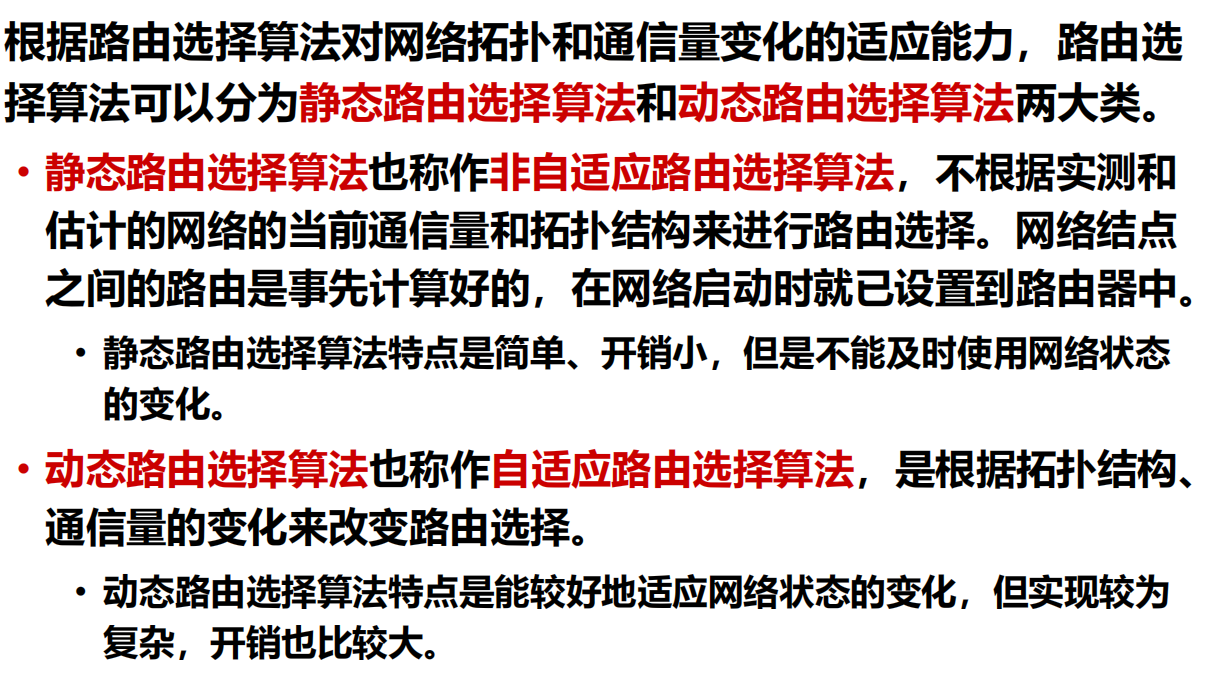 根据路由选择算法对网络拓扑和通信量变化的适应能力，路由选
择算法可以分为静态路由选择算法和动态路由选择算法两大类。
• 静态路由选择算法也称作非自适应路由选择算法，不根据实测和
估计的网络的当前通信量和拓扑结构来进行路由选择。网络结点
之间的路由是事先计算好的，在网络启动时就已设置到路由器中。
• 静态路由选择算法特点是简单、开销小，但是不能及时使用网络状态
的变化。
• 动态路由选择算法也称作自适应路由选择算法，是根据拓扑结构、
通信量的变化来改变路由选择。
• 动态路由选择算法特点是能较好地适应网络状态的变化，但实现较为
复杂，开销也比较大。